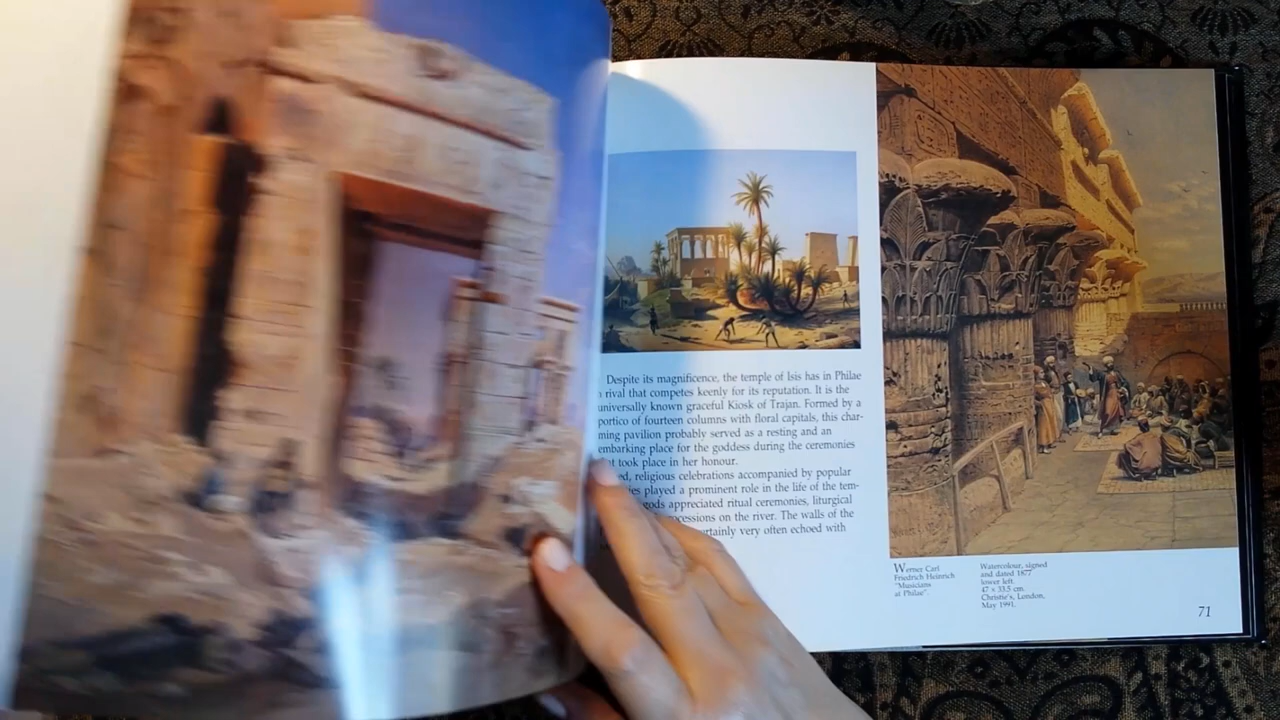 Despite its magnificence, the temple of Isis has in Philae
rival that competes keenly for its reputation. It is the
universally known graceful Kiosk of Trajan. Formed by a
portico of fourteen columns with floral capitals, this char-
ming pavilion probably served as a resting and an
embarking place for the goddess during the ceremonies
took place in her honour.
religious celebrations accompanied by popular
played a prominent role in the life of the tem-
gods appreciated ritual ceremonies, liturgical
on the river. The walls of the
very often echoed with
Werner Carl
Friedrich Heinrich
"Musicians
at Philae".
Watercolour, signed
and dated 1877
lower left.
47 × 33.5 cm.
Christie's, London,
May 1991.
71